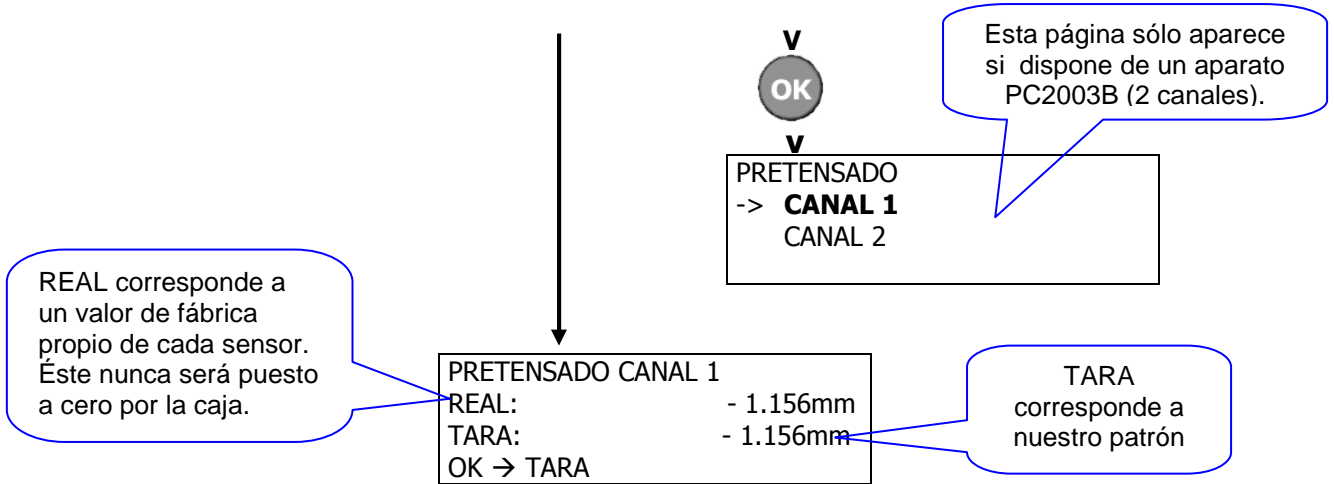 v
OK
v
Esta página sólo aparece
si dispone de un aparato
PC2003B (2 canales).
PRETENSADO
-> CANAL 1
CANAL 2
REAL corresponde a
un valor de fábrica
propio de cada sensor.
Éste nunca será puesto
a cero por la caja.
PRETENSADO CANAL 1
REAL: - 1.156mm
TARA: - 1.156mm
OK → TARA
TARA
corresponde a
nuestro patrón